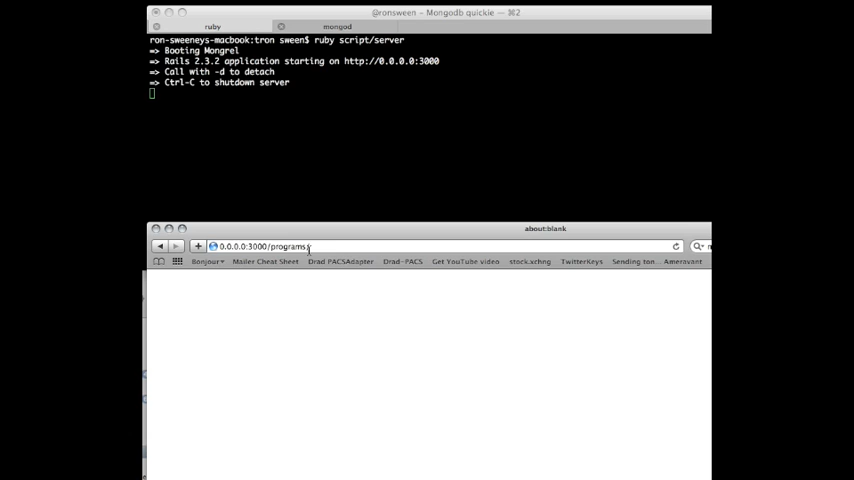 @ronsween – Mongodb quickie — ⌘2
ruby
mongod
ron-sweeneys-macbook:tron sween$ ruby script/server
=> Booting Mongrel
=> Rails 2.3.2 application starting on http://0.0.0.0:3000
=> Call with -d to detach
=> Ctrl-C to shutdown server
about:blank
0.0.0.0:3000/programs/
Bonjour Mailer Cheat Sheet Drad PACSAdapter Drad-PACS Get YouTube video stock.xchng TwitterKeys Sending ton... Ameravant